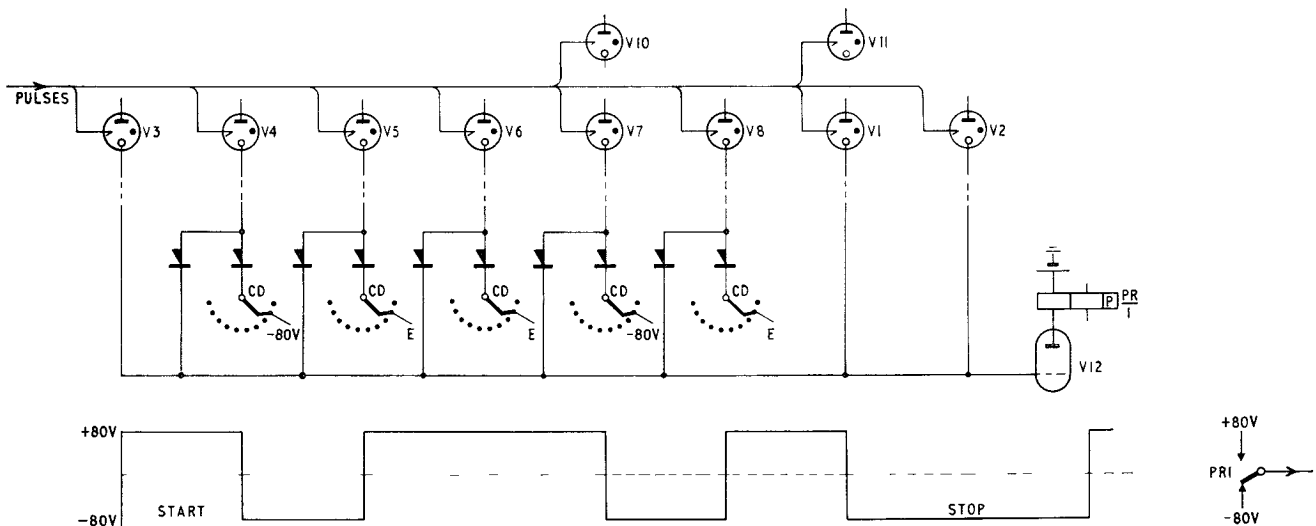 V10
V11
PULSES
V3
V4
V5
V6
V7
V8
V1
V2
CD
CD
CD
CD
CD
-80V
E
E
-80V
E
P
PR
1
V12
+80V
-80V
START
STOP
+80V
PR1
-80V